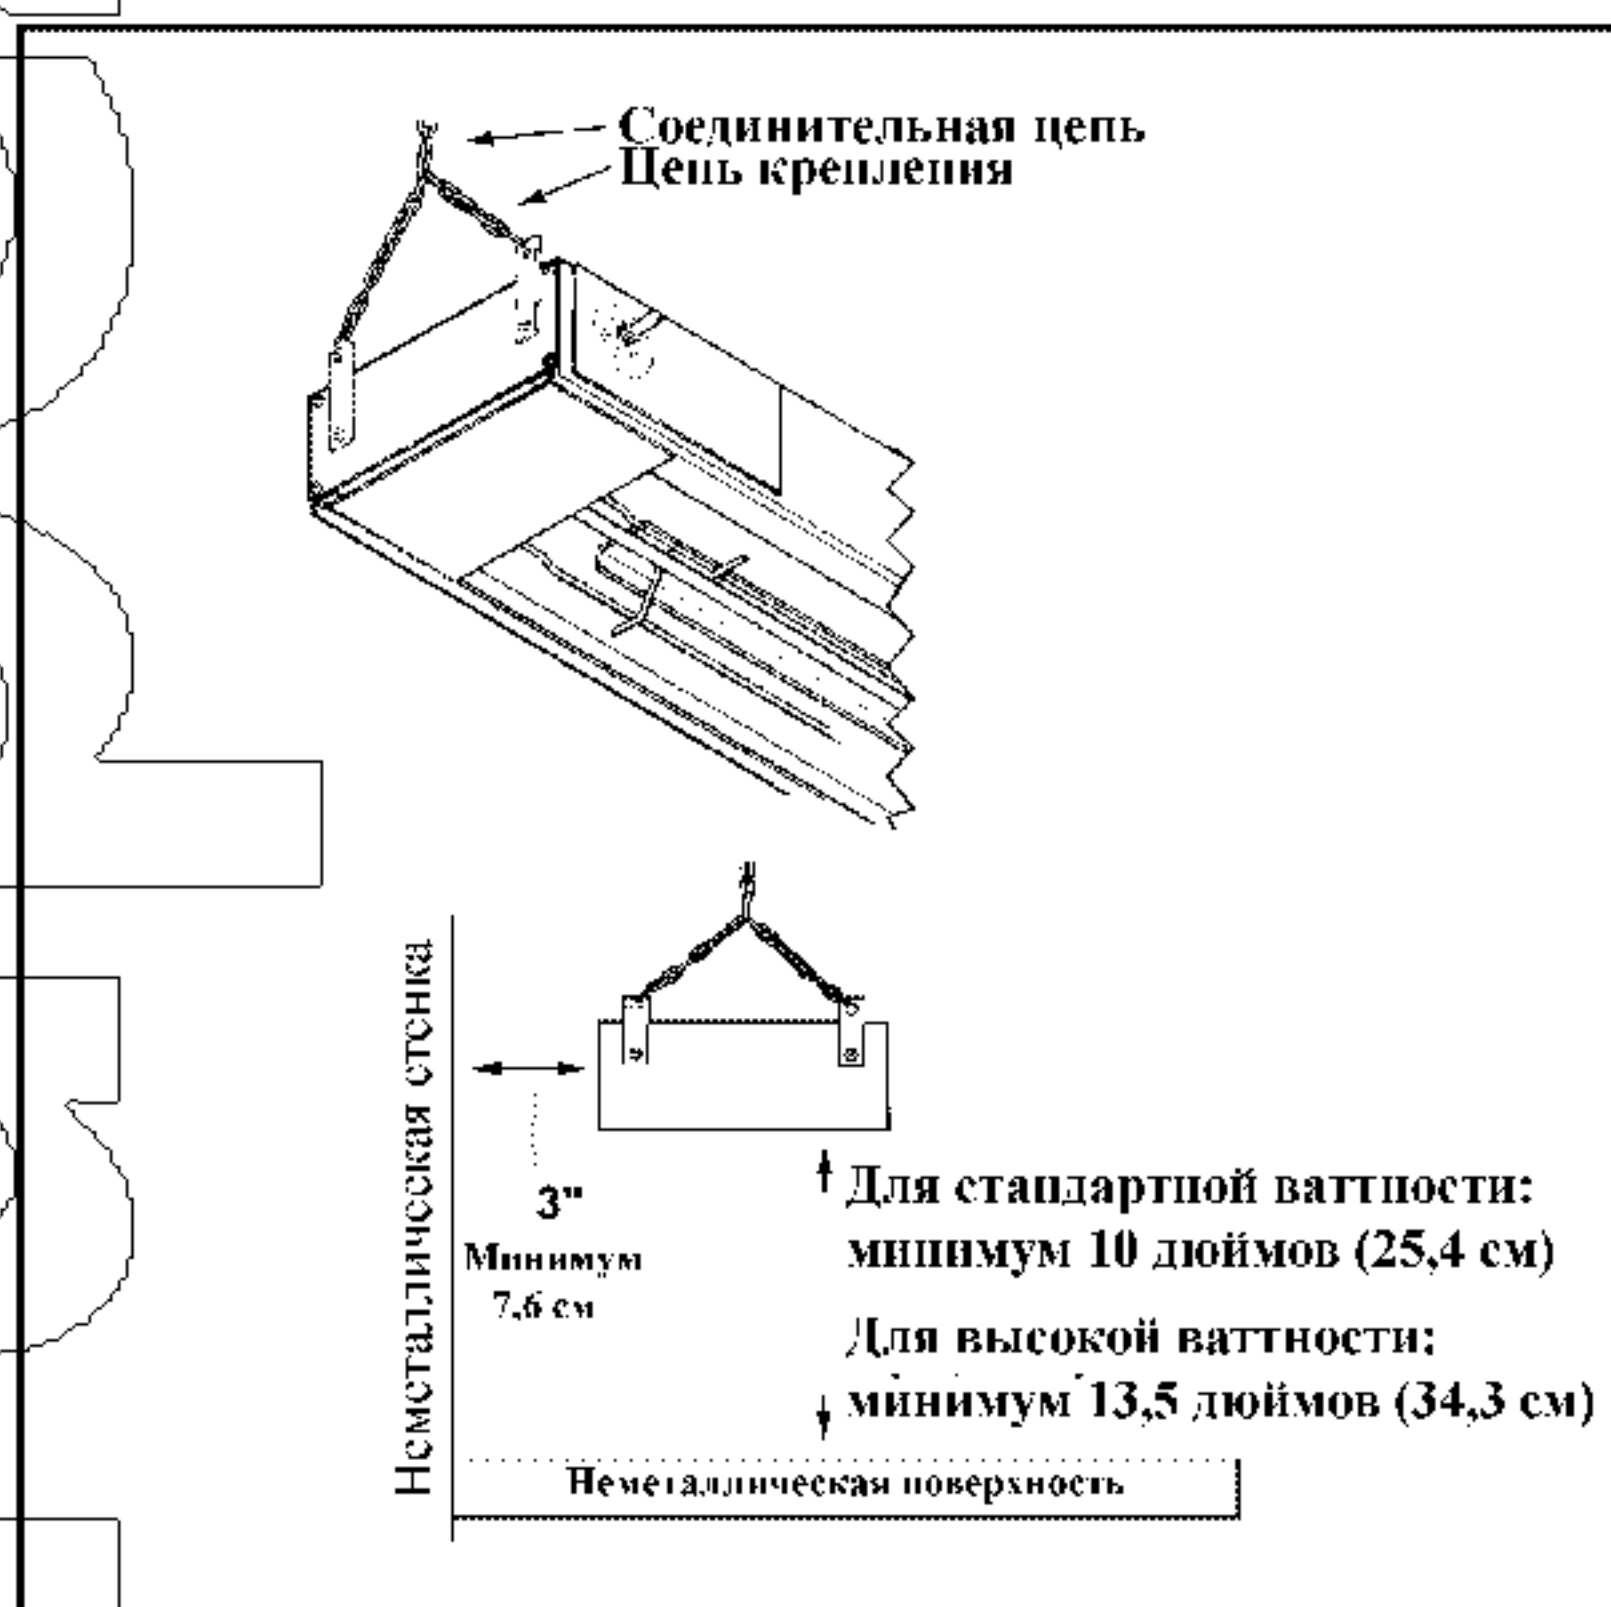 Соединительная цепь
Цепь крепления
Неметаллическая стенка
3"
Минимум
7,6 см
Для стандартной ваттности:
минимум 10 дюймов (25,4 см)
Для высокой ваттности:
минимум 13,5 дюймов (34,3 см)
Неметаллическая поверхность